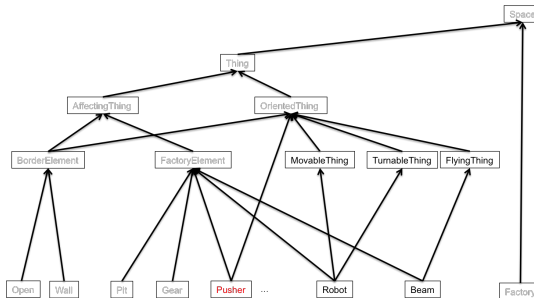 Space
Thing
AffectingThing
OrientedThing
BorderElement
FactoryElement
MovableThing
TurnableThing
FlyingThing
Open
Wall
Pit
Gear
Pusher
...
Robot
Beam
Factory